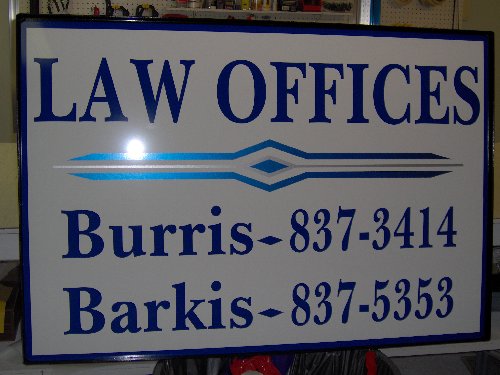 LAW OFFICES
Burris-837-3414
Barkis-837-5353